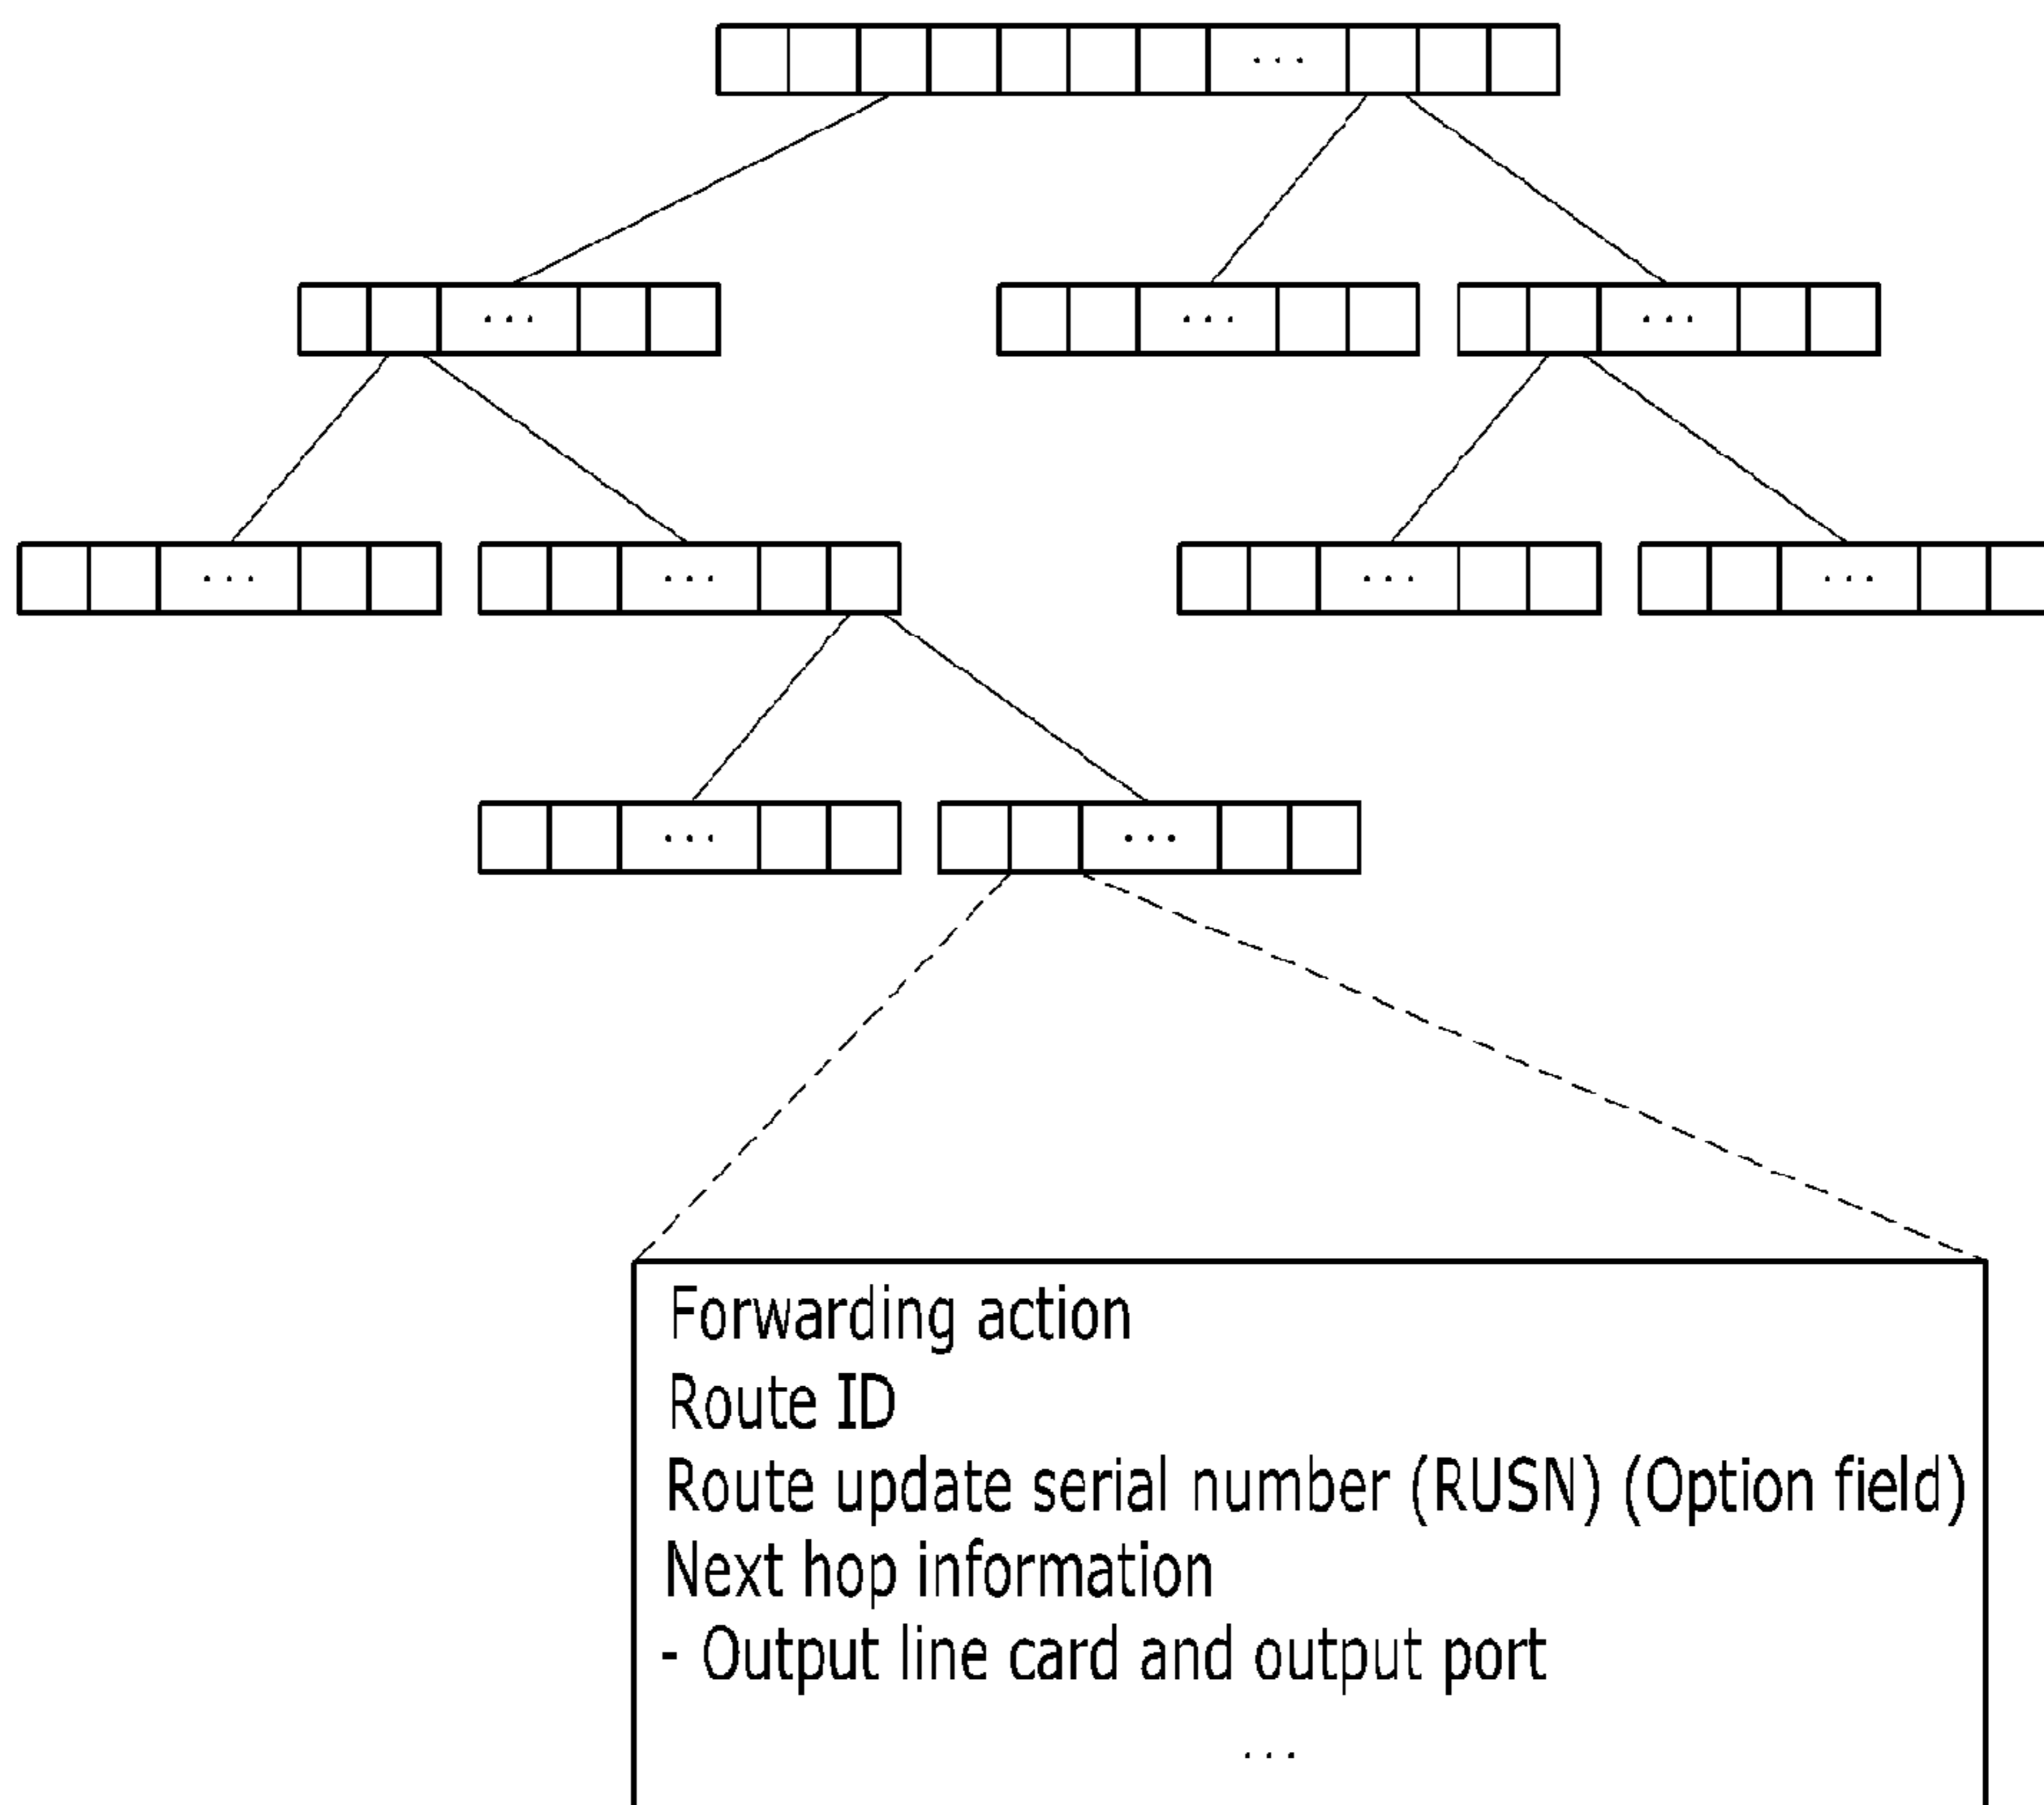 ...
...
...
...
...
...
...
...
...
...
Forwarding action
Route ID
Route update serial number (RUSN) (Option field)
Next hop information
- Output line card and output port
...